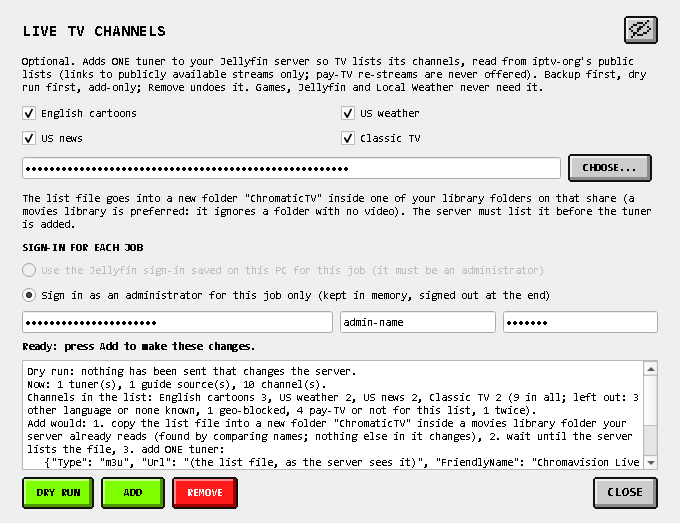 LIVE TV CHANNELS
Optional. Adds ONE tuner to your Jellyfin server so TV lists its channels, read from iptv-org's public
lists (links to publicly available streams only; pay-TV re-streams are never offered). Backup first, dry
run first, add-only; Remove undoes it. Games, Jellyfin and Local Weather never need it.
English cartoons
US weather
US news
Classic TV
CHOOSE...
The list file goes into a new folder "ChromaticTV" inside one of your library folders on that share (a
movies library is preferred: it ignores a folder with no video). The server must list it before the tuner
is added.
SIGN-IN FOR EACH JOB
Use the Jellyfin sign-in saved on this PC for this job (it must be an administrator)
Sign in as an administrator for this job only (kept in memory, signed out at the end)
admin-name
Ready: press Add to make these changes.
Dry run: nothing has been sent that changes the server.
Now: 1 tuner(s), 1 guide source(s), 10 channel(s).
Channels in the list: English cartoons 3, US weather 2, US news 2, Classic TV 2 (9 in all; left out: 3
other language or none known, 1 geo-blocked, 4 pay-TV or not for this list, 1 twice).
Add would: 1. copy the list file into a new folder "ChromaticTV" inside a movies library folder your
server already reads (found by comparing names; nothing else in it changes), 2. wait until the server
lists the file, 3. add ONE tuner:
{"Type": "m3u", "Url": "(the list file, as the server sees it)", "FriendlyName": "Chromavision Live
DRY RUN
ADD
REMOVE
CLOSE